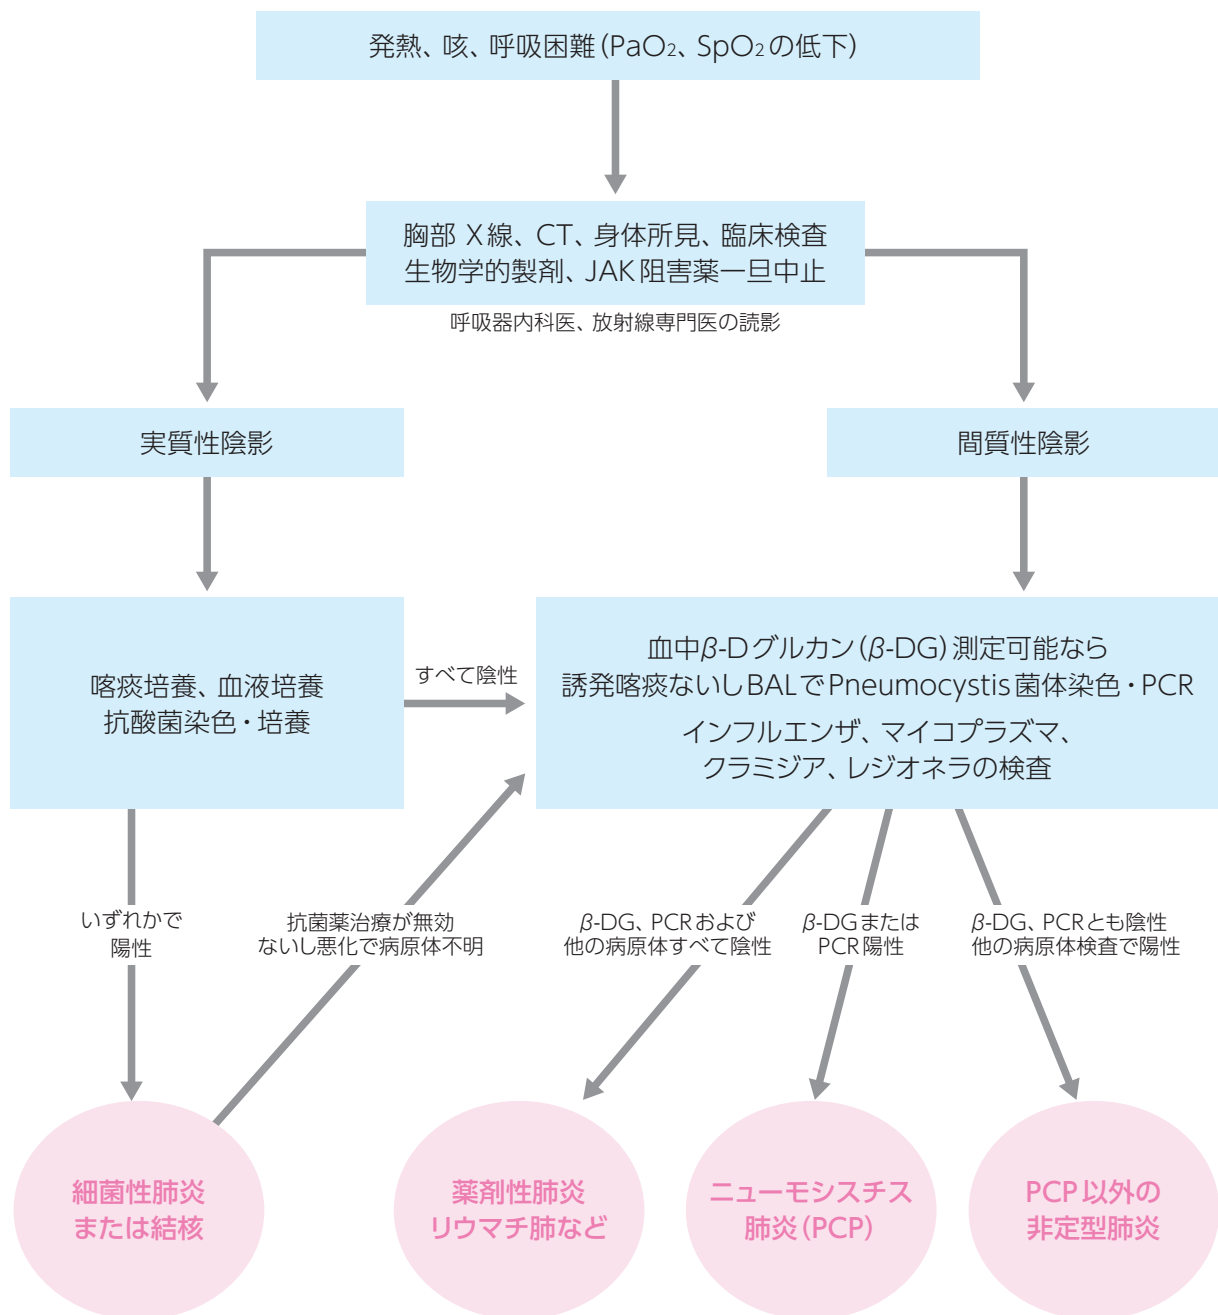 発熱、咳、呼吸困難(PaO₂、SpO₂の低下)
胸部 X線、CT、身体所見、臨床検査
生物学的製剤、JAK阻害薬一旦中止
呼吸器内科医、放射線専門医の読影
実質性陰影
間質性陰影
喀痰培養、血液培養
抗酸菌染色・培養
すべて陰性
血中β-Dグルカン(β-DG)測定可能なら
誘発喀痰ないしBALでPneumocystis菌体染色・PCR
インフルエンザ、マイコプラズマ、
クラミジア、レジオネラの検査
いずれかで
陽性
抗菌薬治療が無効
ないし悪化で病原体不明
β-DG、PCRおよび
他の病原体すべて陰性
β-DGまたは
PCR陽性
β-DG、PCRとも陰性
他の病原体検査で陽性
細菌性肺炎
または結核
薬剤性肺炎
リウマチ肺など
ニューモシスチス
肺炎(PCP)
PCP以外の
非定型肺炎